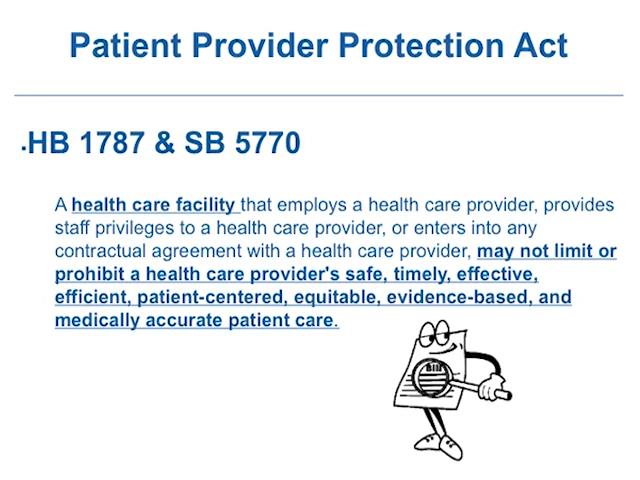 Patient Provider Protection Act
▪HB 1787 & SB 5770
A health care facility that employs a health care provider, provides
staff privileges to a health care provider, or enters into any
contractual agreement with a health care provider, may not limit or
prohibit a health care provider's safe, timely, effective,
efficient, patient-centered, equitable, evidence-based, and
medically accurate patient care.
Bill